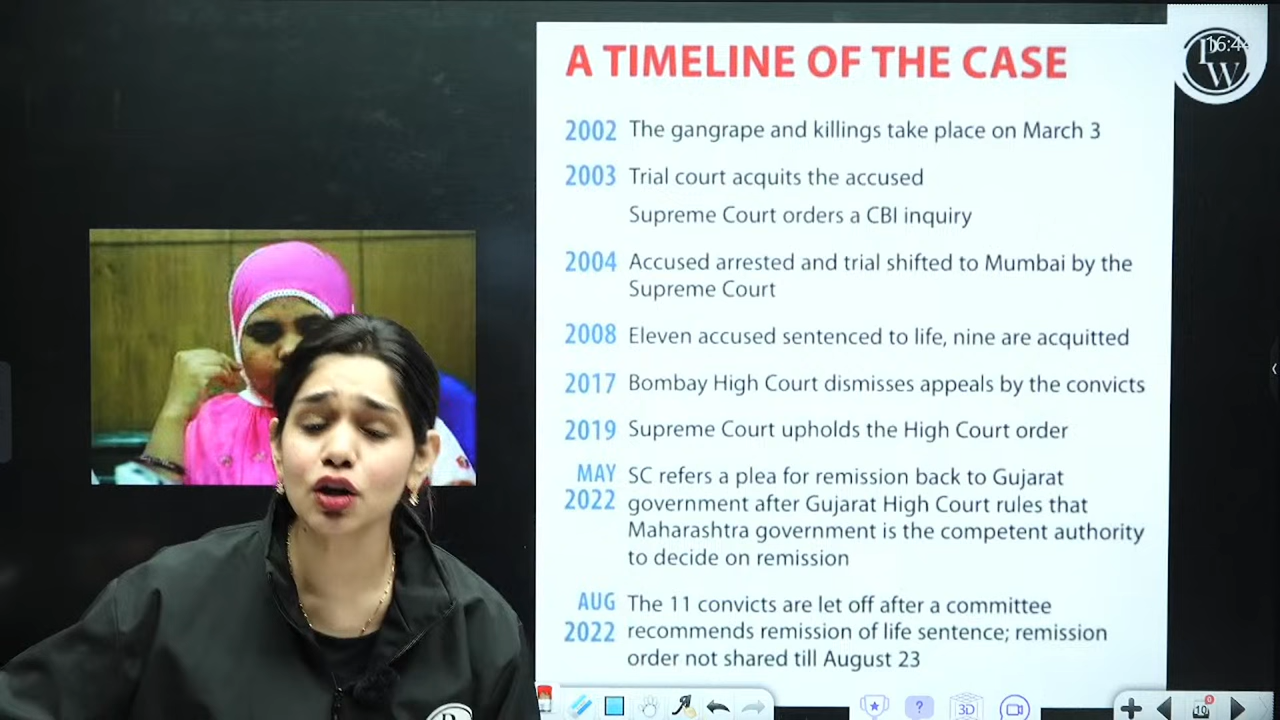 A TIMELINE OF THE CASE
2002 The gangrape and killings take place on March 3
2003 Trial court acquits the accused
Supreme Court orders a CBI inquiry
2004 Accused arrested and trial shifted to Mumbai by the
Supreme Court
2008 Eleven accused sentenced to life, nine are acquitted
2017 Bombay High Court dismisses appeals by the convicts
2019 Supreme Court upholds the High Court order
MAY SC refers a plea for remission back to Gujarat
2022 government after Gujarat High Court rules that
Maharashtra government is the competent authority
to decide on remission
AUG The 11 convicts are let off after a committee
2022 recommends remission of life sentence; remission
order not shared till August 23
P
W
?
3D
10
0